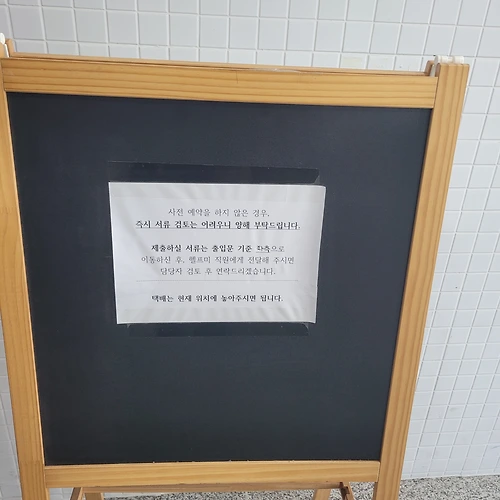 사전 예약을 하지 않은 경우,
즉시 서류 검토는 어려우니 양해 부탁드립니다.
제출하실 서류는 출입문 기준 으로
이동하신 후, 헬프미 직원에게 전달해 주시면
담당자 검토 후 연락드리겠습니다.
택배는 현재 위치에 놓아주시면 됩니다.